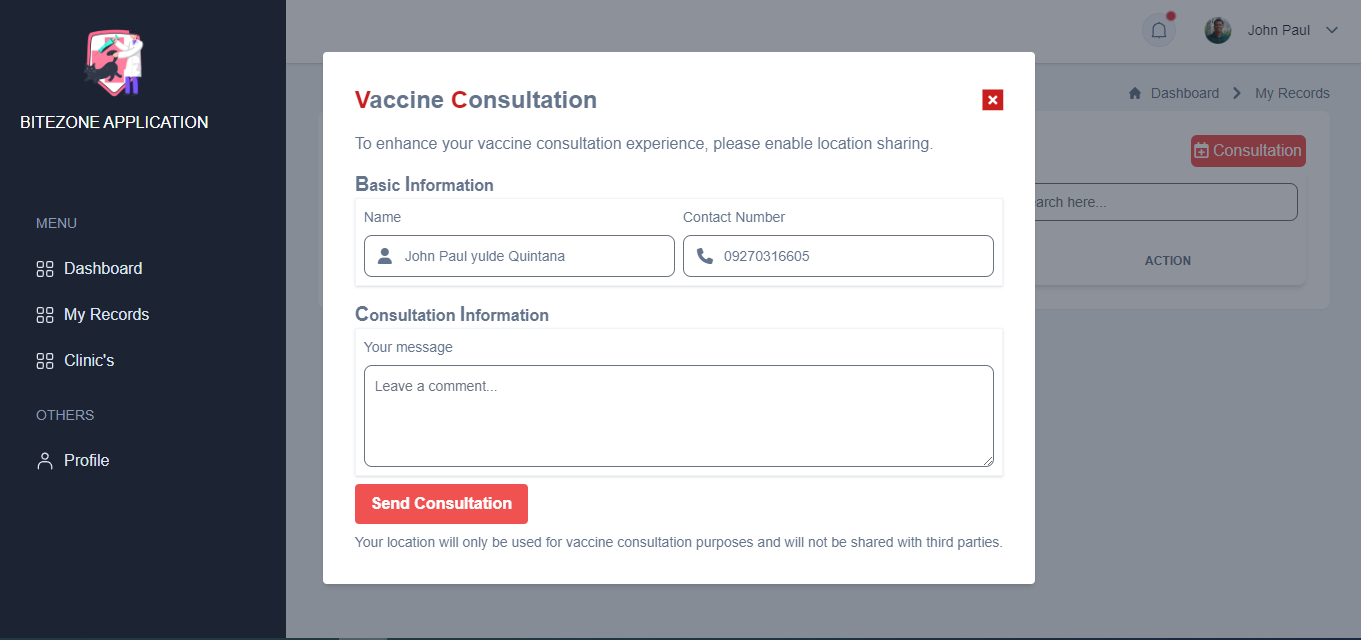 BITEZONE APPLICATION
MENU
Dashboard
My Records
Clinic's
OTHERS
Profile
John Paul
Dashboard
My Records
Consultation
arch here...
ACTION
Vaccine Consultation
To enhance your vaccine consultation experience, please enable location sharing.
Basic Information
Name
Contact Number
John Paul yulde Quintana
09270316605
Consultation Information
Your message
Leave a comment...
Send Consultation
Your location will only be used for vaccine consultation purposes and will not be shared with third parties.